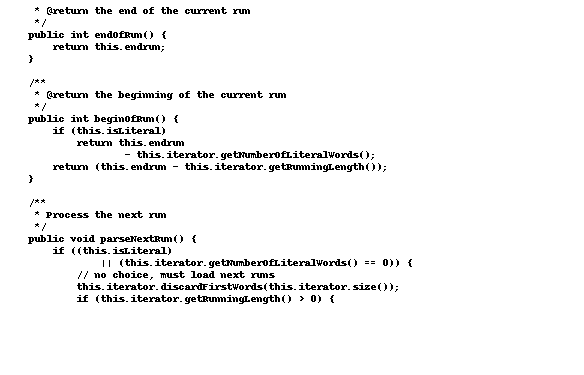 * @return the end of the current run
 */
public int endOfRun() {
    return this.endrun;
}

/**
 * @return the beginning of the current run
 */
public int beginOfRun() {
    if (this.isLiteral)
        return this.endrun
                - this.iterator.getNumberOfLiteralWords();
    return (this.endrun - this.iterator.getRunningLength());
}

/**
 * Process the next run
 */
public void parseNextRun() {
    if ((this.isLiteral)
            || (this.iterator.getNumberOfLiteralWords() == 0)) {
        // no choice, must load next runs
        this.iterator.discardFirstWords(this.iterator.size());
        if (this.iterator.getRunningLength() > 0) {